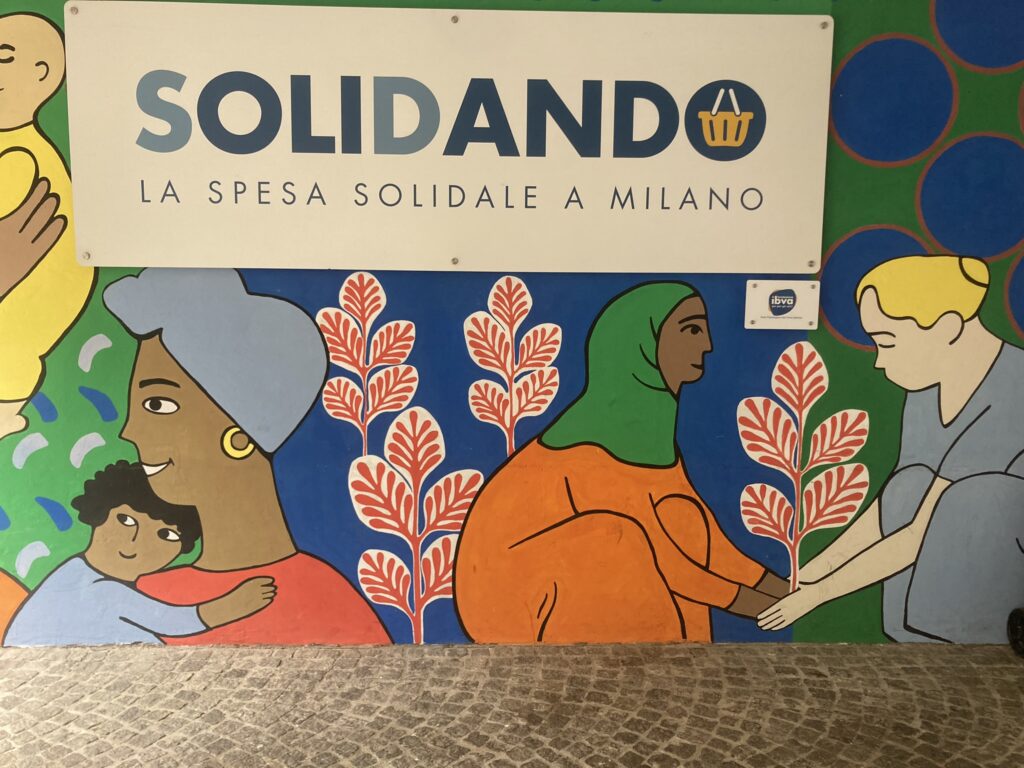 SOLIDANDO
LA SPESA SOLIDALE A MILANO
ibva